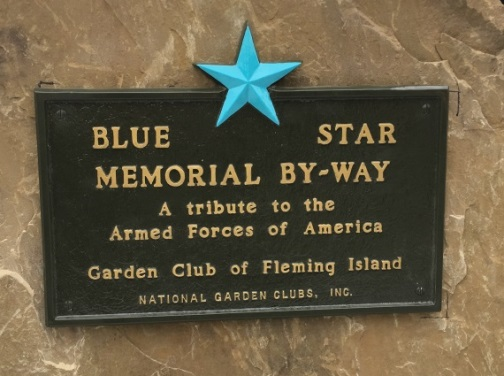 BLUE STAR
MEMORIAL BY-WAY
A tribute to the
Armed Forces of America
Garden Club of Fleming Island
NATIONAL GARDEN CLUBS, INC.